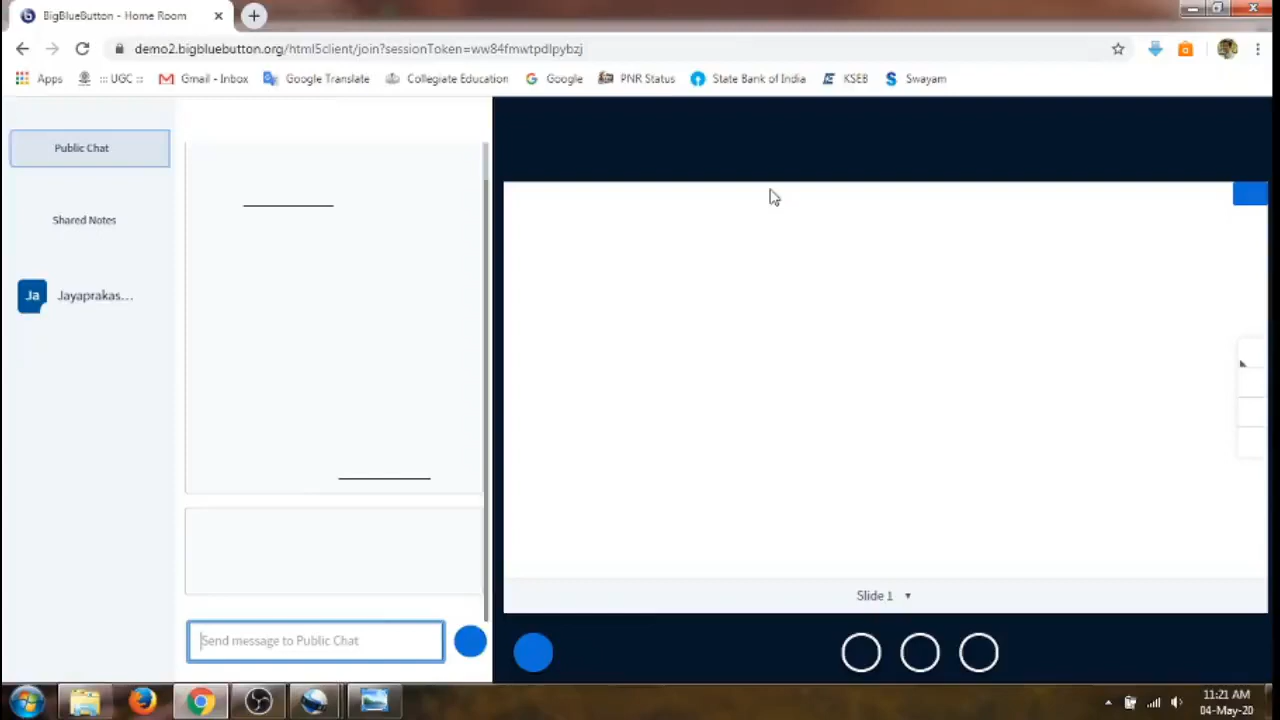 BigBlueButton - Home Room
demo2.bigbluebutton.org/html5client/join?sessionToken=ww84fmwtpdlpybzj
Apps ::: UGC :: Gmail - Inbox Google Translate Collegiate Education Google PNR Status State Bank of India KSEB Swayam
Public Chat
Shared Notes
Ja Jayaprakas...
Send message to Public Chat
Slide 1
11:21 AM
04-May-20